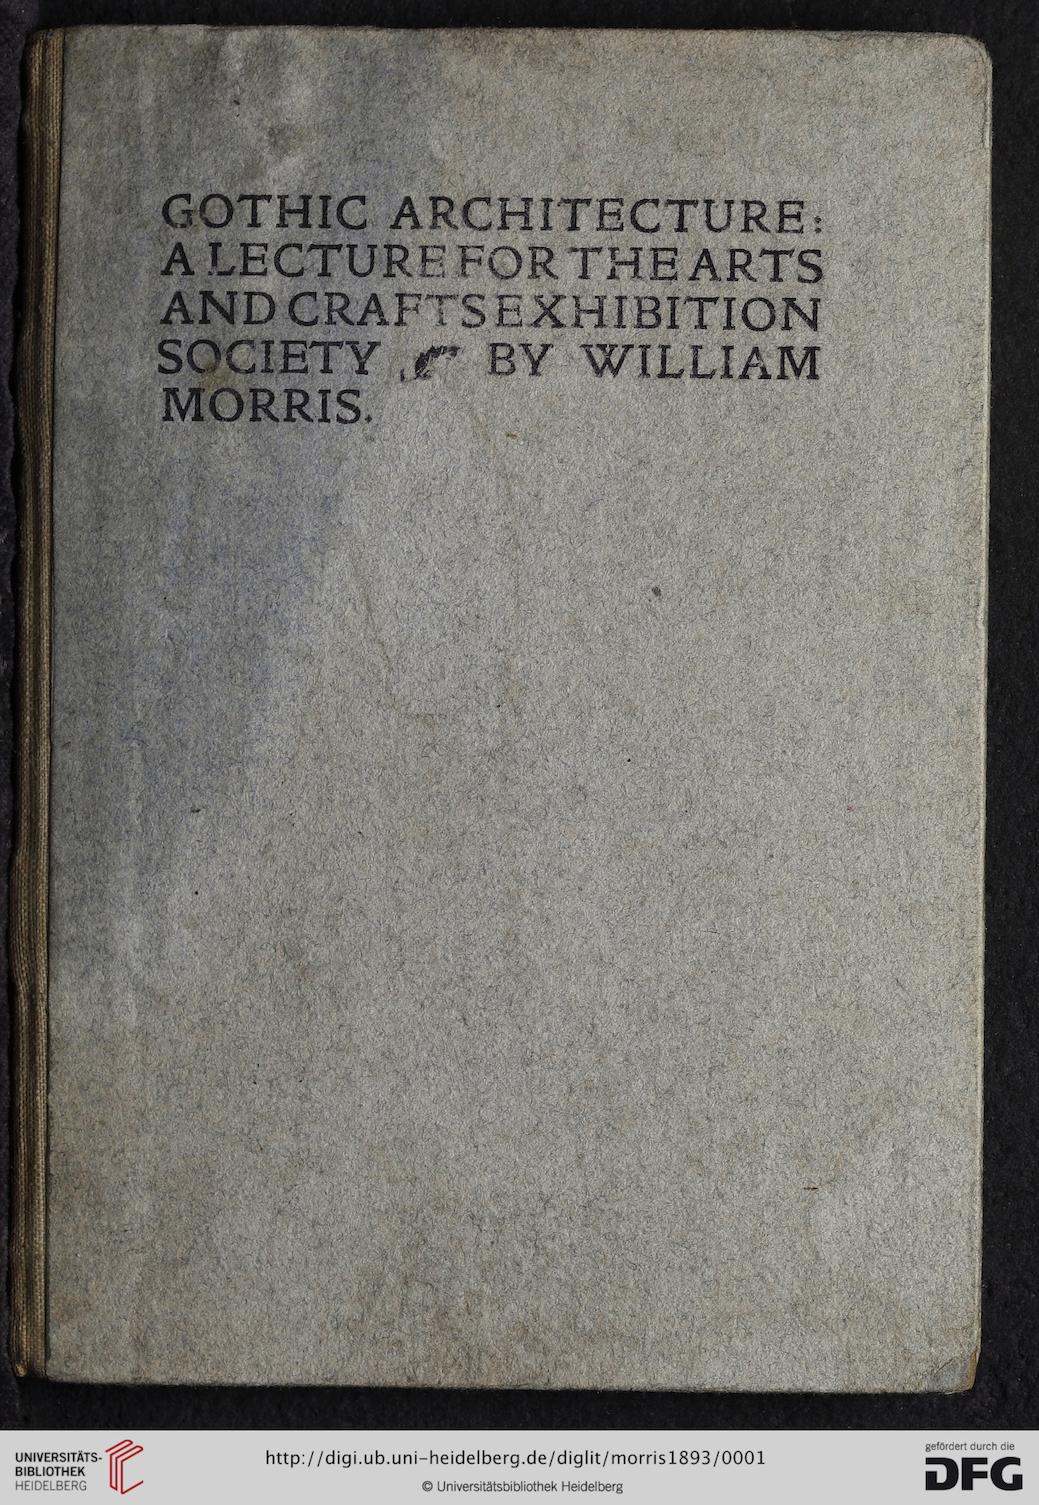 GOTHIC ARCHITECTURE:
A LECTURE FOR THE ARTS
AND CRAFTS EXHIBITION
SOCIETY BY WILLIAM
MORRIS.
UNIVERSITÄTS-
BIBLIOTHEK
HEIDELBERG
http://digi.ub.uni-heidelberg.de/diglit/morris1893/0001
© Universitätsbibliothek Heidelberg
gefördert durch die
DFG